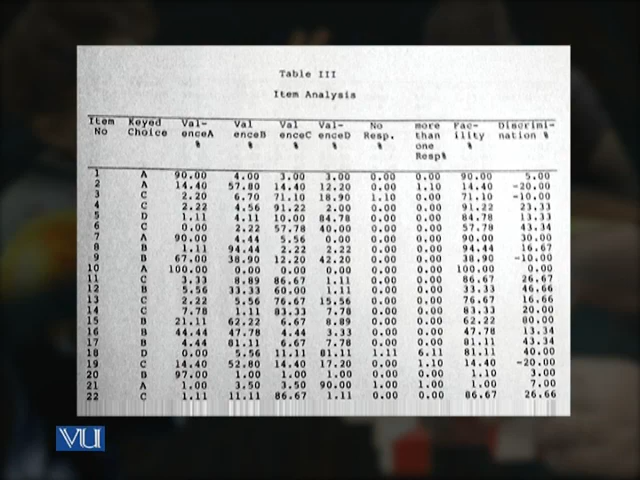 Table III
Item Analysis
Item Keyed Val- Val Val Val- No more Fac- Discrimi-
No Choice enceA enceB enceC enceD Resp. than ility nation %
% % % % one %
Resp%
1 A 90.00 4.00 3.00 3.00 0.00 0.00 90.00 5.00
2 A 14.40 57.80 14.40 12.20 0.00 1.10 14.40 -20.00
3 C 2.20 6.70 71.10 18.90 1.10 0.00 71.10 -10.00
4 C 2.22 4.56 91.22 2.00 0.00 0.00 91.22 23.33
5 D 1.11 4.11 10.00 84.78 0.00 0.00 84.78 13.33
6 C 0.00 2.22 57.78 40.00 0.00 0.00 57.78 43.34
7 A 90.00 4.44 5.56 0.00 0.00 0.00 90.00 30.00
8 B 1.11 94.44 2.22 2.22 0.00 0.00 94.44 16.67
9 B 67.00 38.90 12.20 42.20 0.00 0.00 38.90 -10.00
10 A 100.00 0.00 0.00 0.00 0.00 0.00 100.00 0.00
11 C 3.33 8.89 86.67 1.11 0.00 0.00 86.67 26.67
12 B 5.56 33.33 60.00 1.11 0.00 0.00 33.33 46.66
13 C 2.22 5.56 76.67 15.56 0.00 0.00 76.67 16.66
14 C 7.78 1.11 83.33 7.78 0.00 0.00 83.33 20.00
15 B 21.11 62.22 6.67 8.89 0.00 0.00 62.22 80.00
16 B 44.44 47.78 4.44 3.33 0.00 0.00 47.78 13.34
17 B 4.44 81.11 6.67 7.78 0.00 0.00 81.11 43.34
18 D 0.00 5.56 11.11 81.11 1.11 6.11 81.11 40.00
19 C 14.40 52.80 14.40 17.20 0.00 1.10 14.40 -20.00
20 B 97.00 1.00 1.00 1.00 0.00 0.00 1.10 3.00
21 A 1.00 3.50 3.50 90.00 1.00 1.00 1.00 7.00
22 C 1.11 11.11 86.67 1.11 0.00 0.00 86.67 26.66
VU